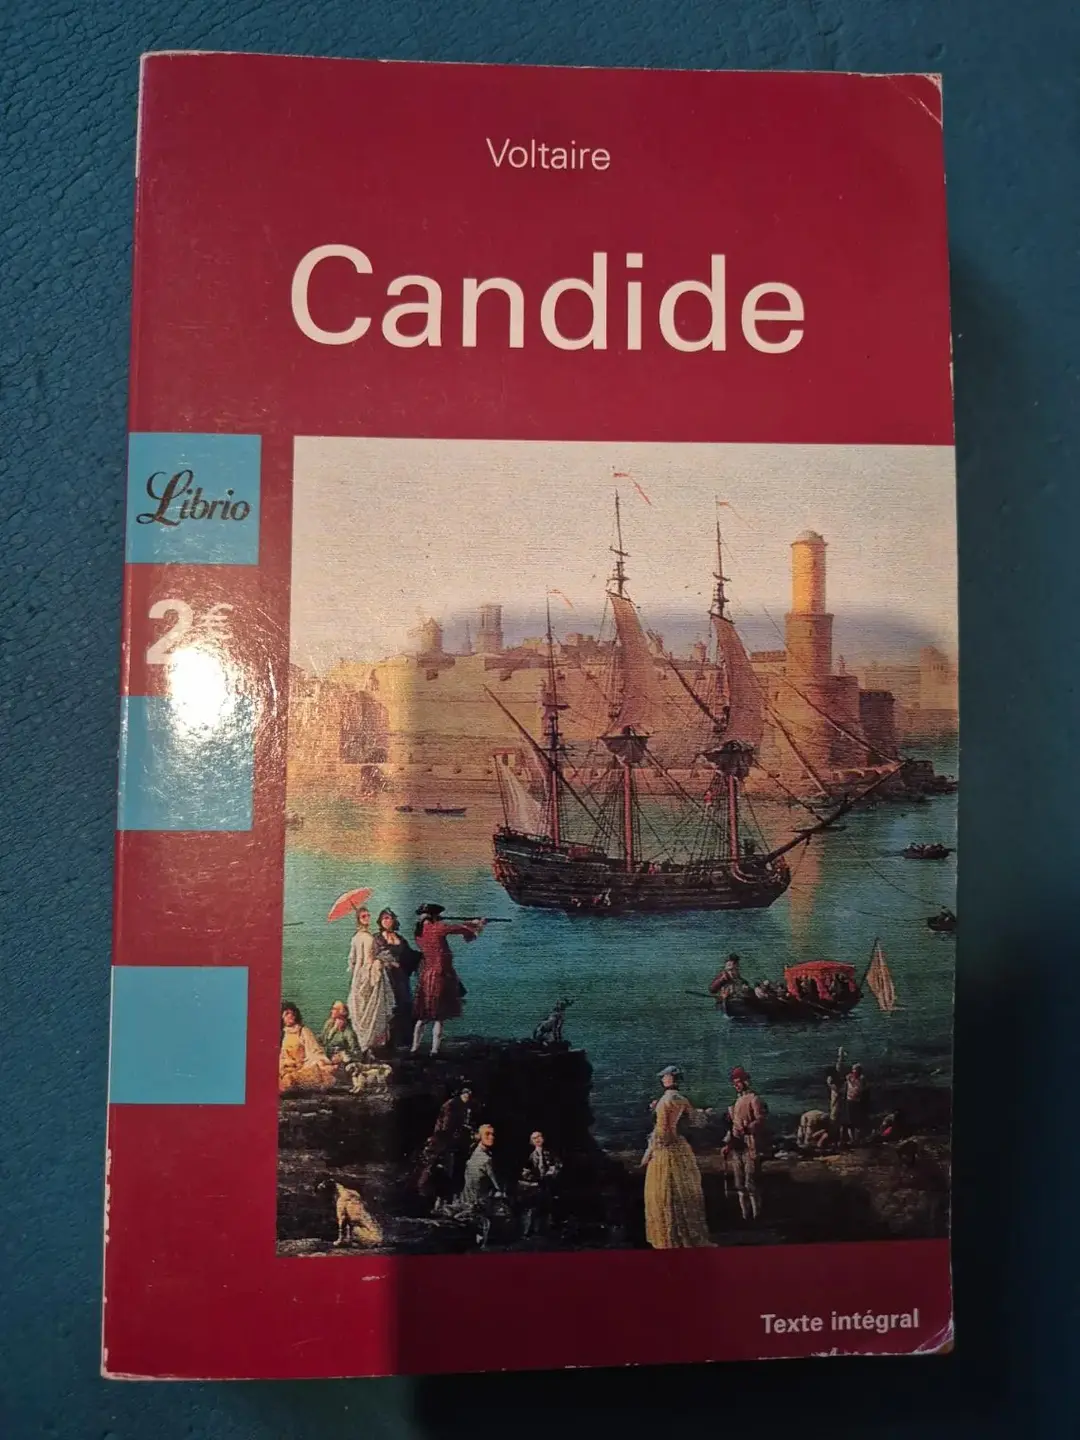 Voltaire
Candide
Librio
2€
Texte intégral